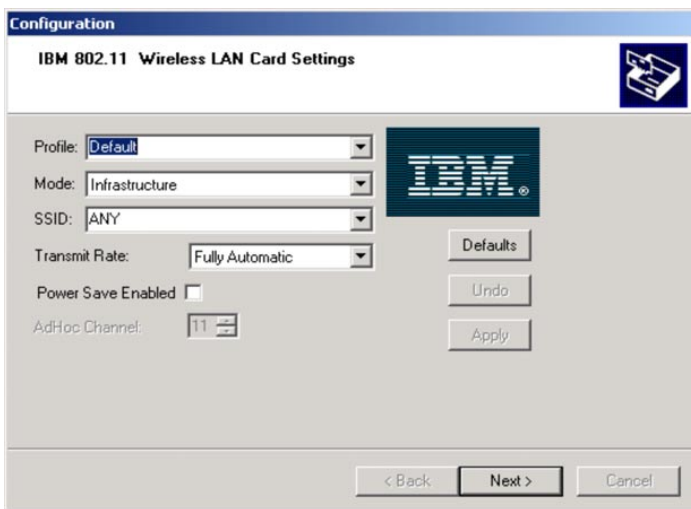 Configuration
IBM 802.11 Wireless LAN Card Settings
Profile: Default
IBM®
Mode: Infrastructure
SSID: ANY
Transmit Rate: Fully Automatic
Defaults
Power Save Enabled
Undo
AdHoc Channel: 11
Apply
< Back
Next >
Cancel